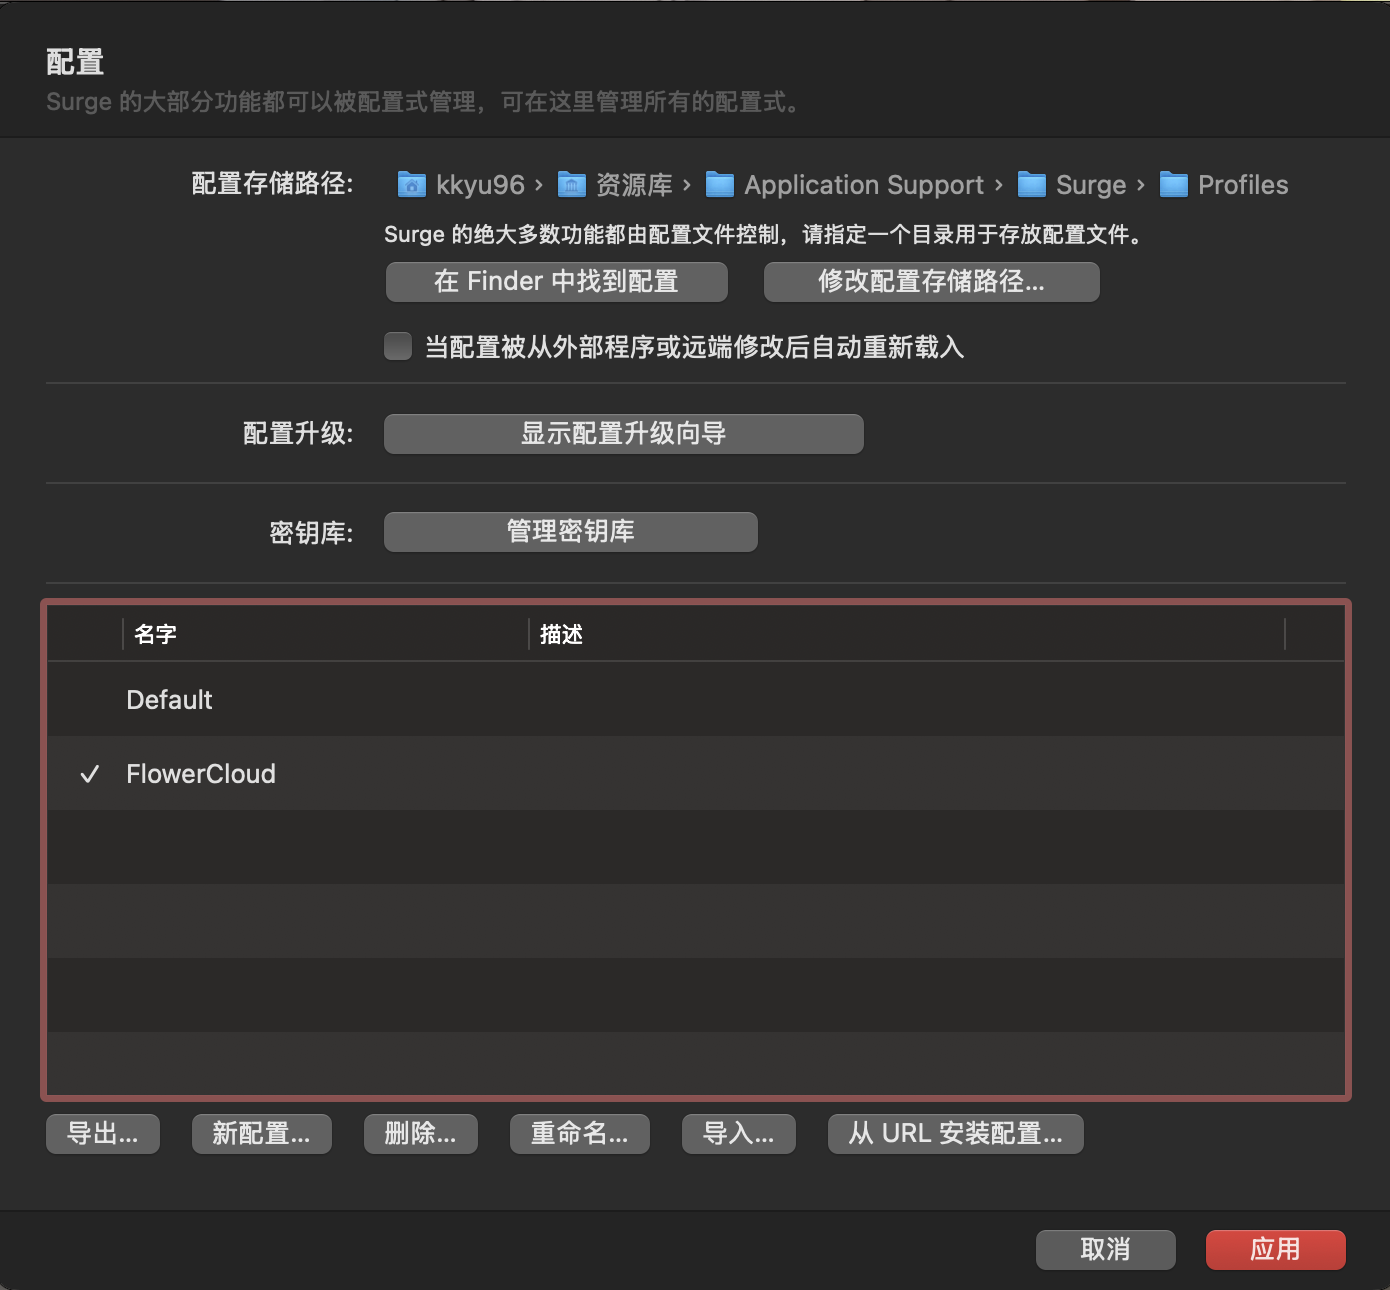 配置
Surge 的大部分功能都可以被配置式管理，可在这里管理所有的配置式。
配置存储路径: kkyu96 › 资源库 › Application Support › Surge › Profiles
Surge 的绝大多数功能都由配置文件控制，请指定一个目录用于存放配置文件。
在 Finder 中找到配置 修改配置存储路径...
当配置被从外部程序或远端修改后自动重新载入
配置升级: 显示配置升级向导
密钥库: 管理密钥库
名字 描述
Default
✓ FlowerCloud
导出... 新配置... 删除... 重命名... 导入... 从 URL 安装配置...
取消 应用